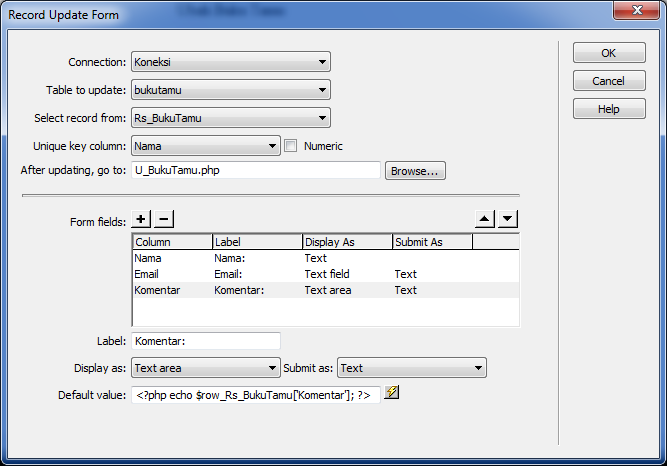 Record Update Form
Connection: Koneksi
OK
Table to update: bukutamu
Cancel
Select record from: Rs_BukuTamu
Help
Unique key column: Nama Numeric
After updating, go to: U_BukuTamu.php Browse...
Form fields:
Column Label Display As Submit As
Nama Nama: Text
Email Email: Text field Text
Komentar Komentar: Text area Text
Label: Komentar:
Display as: Text area Submit as: Text
Default value: <?php echo $row_Rs_BukuTamu['Komentar']; ?>